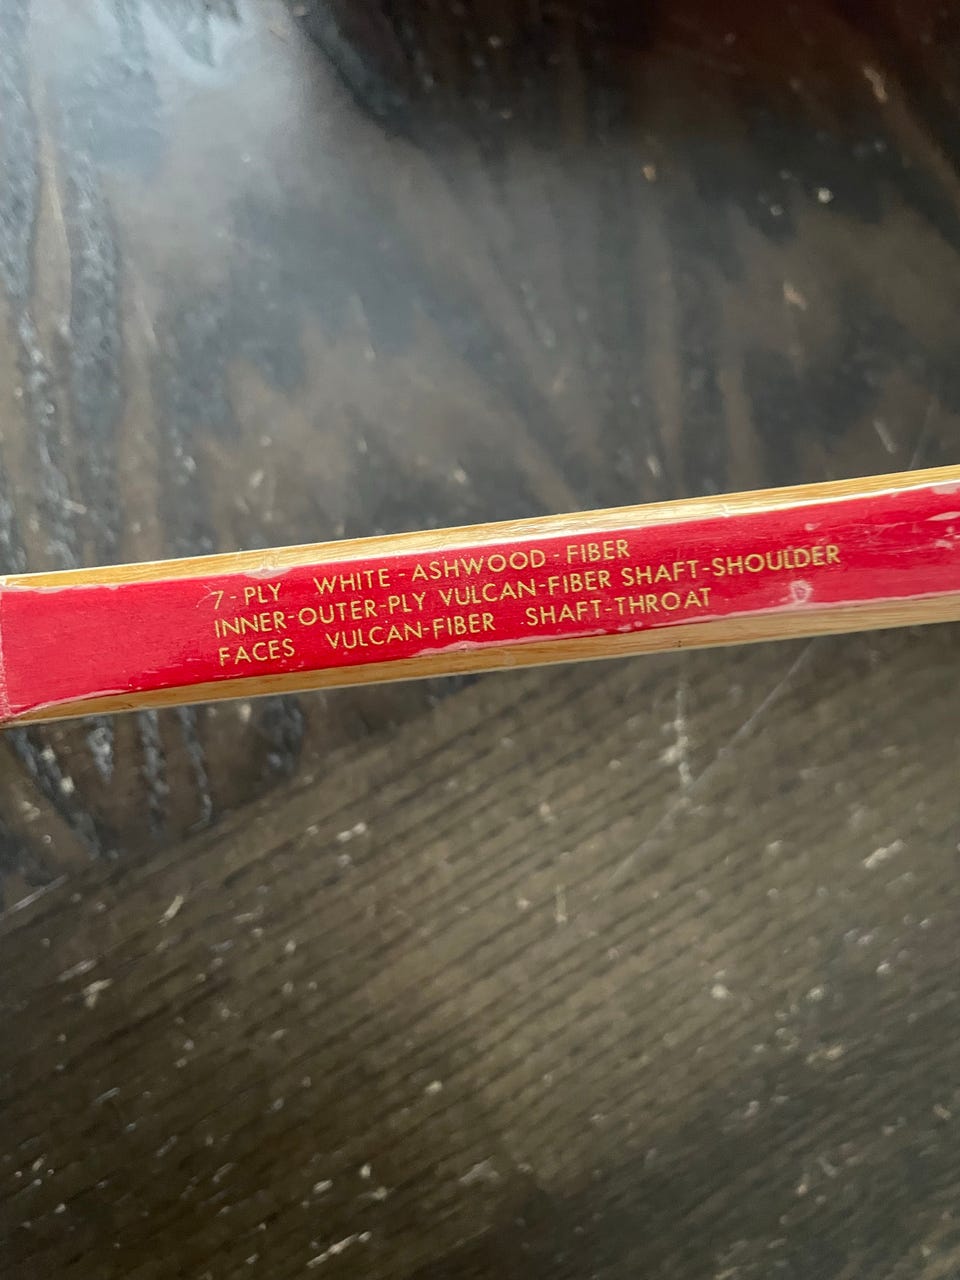 7-PLY WHITE-ASHWOOD-FIBER
INNER-OUTER-PLY VULCAN-FIBER SHAFT-SHOULDER
FACES VULCAN-FIBER SHAFT-THROAT